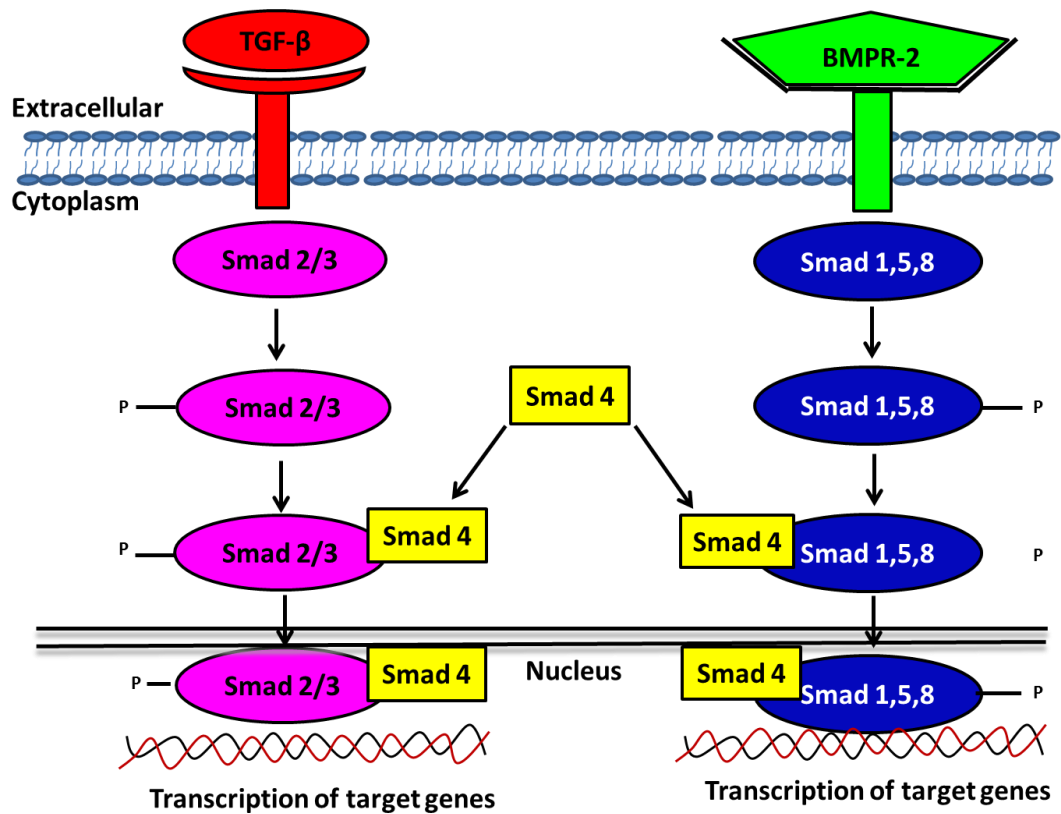 TGF-β
BMPR-2
Extracellular
Cytoplasm
Smad 2/3
Smad 1,5,8
P
Smad 2/3
Smad 4
Smad 1,5,8
P
P
Smad 2/3
Smad 4
Smad 4
Smad 1,5,8
P
P
Smad 2/3
Smad 4
Nucleus
Smad 4
Smad 1,5,8
P
Transcription of target genes
Transcription of target genes